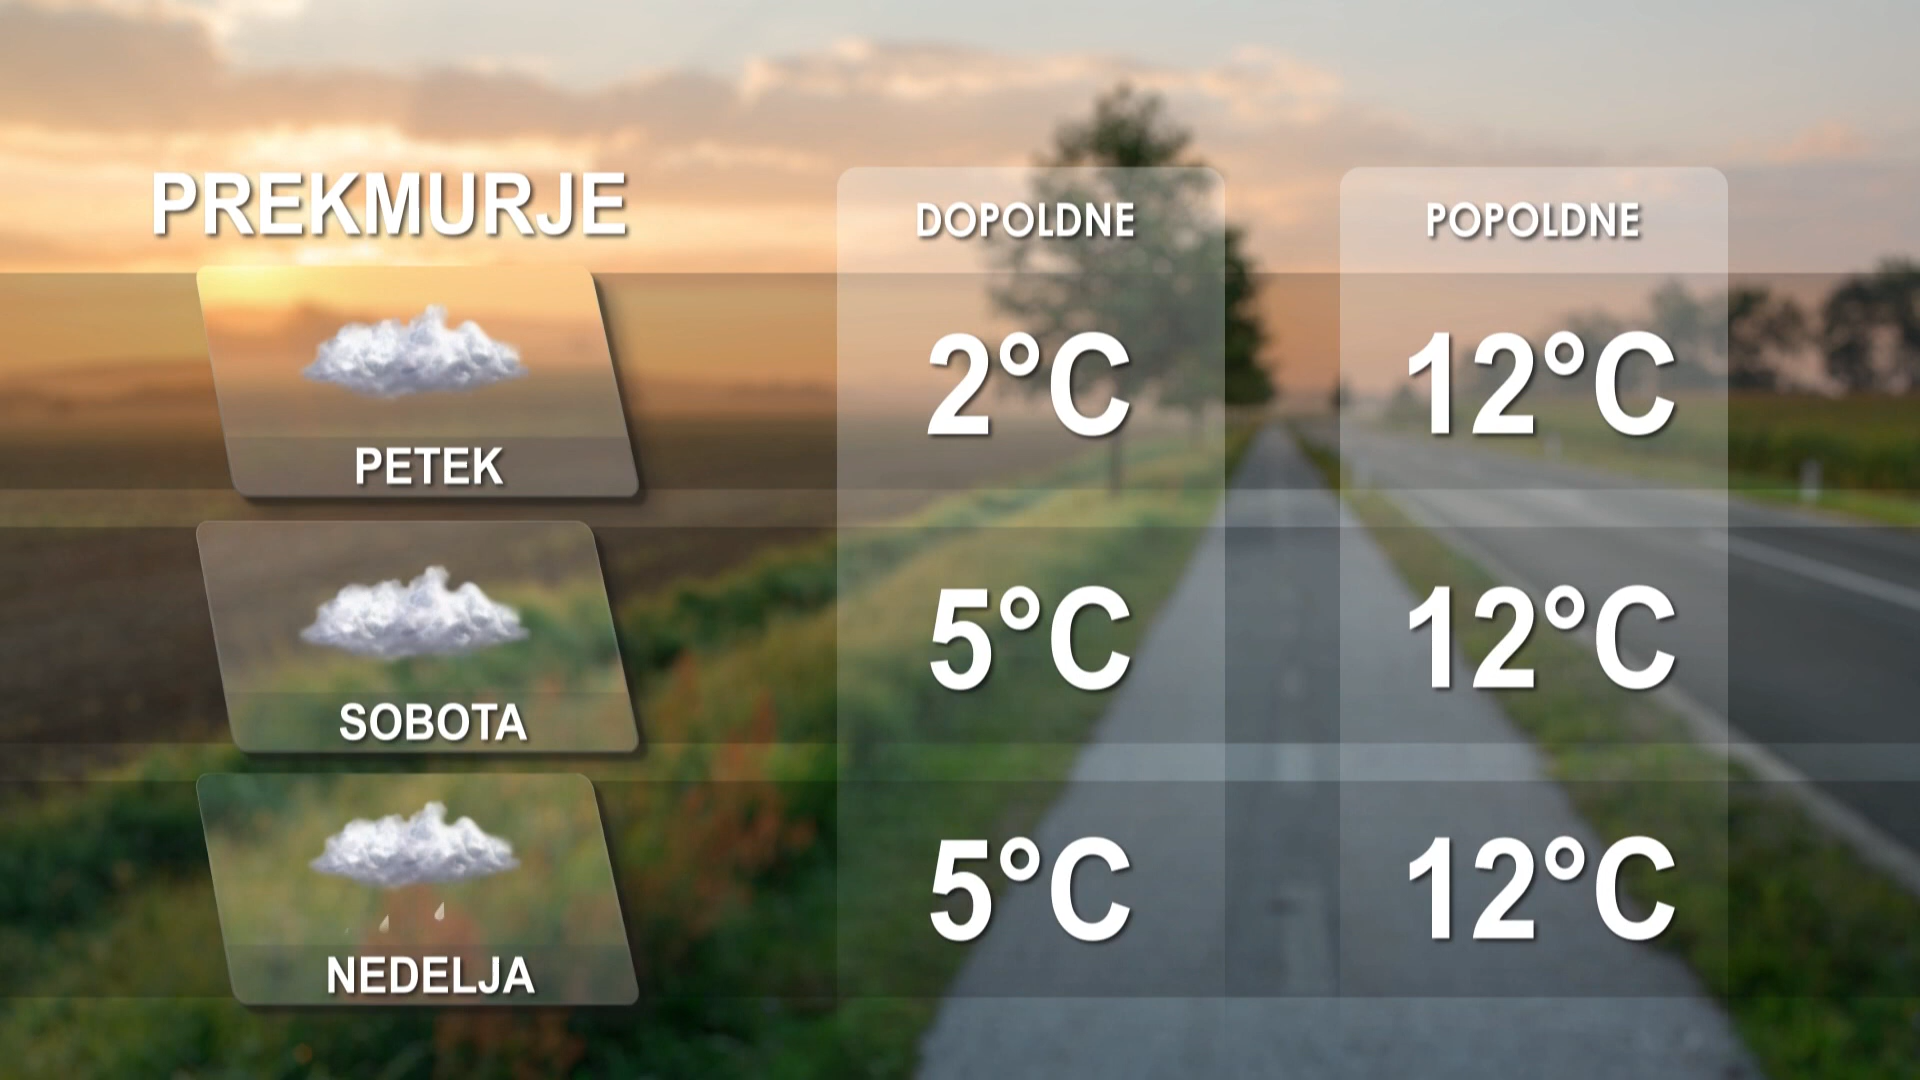 PREKMURJE
DOPOLDNE POPOLDNE
PETEK 2°C 12°C
SOBOTA 5°C 12°C
NEDELJA 5°C 12°C